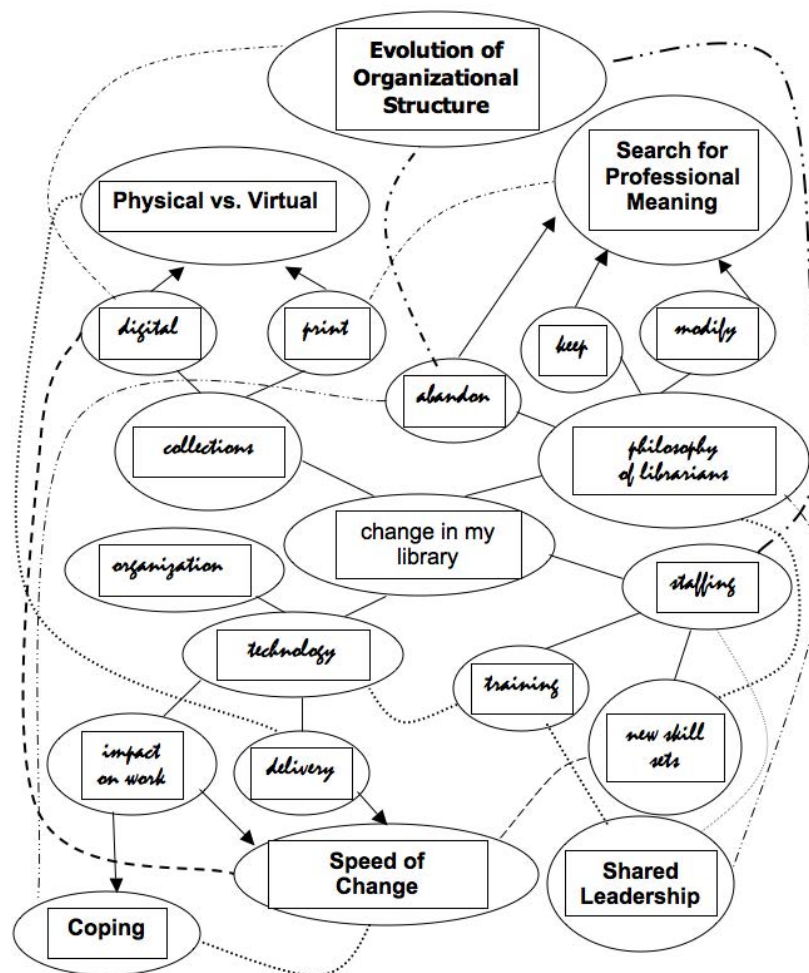 Evolution of
Organizational
Structure
Search for
Professional
Meaning
Physical vs. Virtual
digital
print
keep
modify
abandon
collections
philosophy
of librarians
change in my
library
organization
staffing
technology
training
impact
on work
delivery
new skill
sets
Speed of
Change
Shared
Leadership
Coping